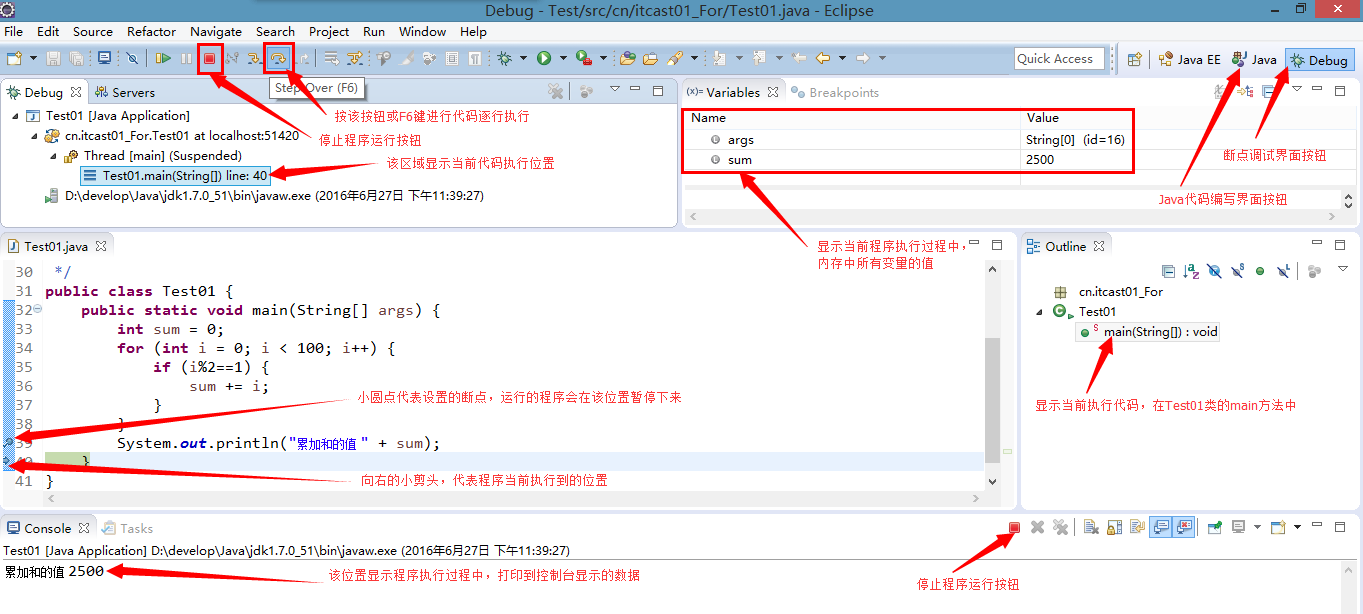 Debug - Test/src/cn/itcast01_For/Test01.java - Eclipse
File Edit Source Refactor Navigate Search Project Run Window Help
Quick Access
Java EE
Java
Debug
Step Over (F6)
按该按钮或F6键进行代码逐行执行
停止程序运行按钮
该区域显示当前代码执行位置
Debug
Servers
Test01 [Java Application]
cn.itcast01_For.Test01 at localhost:51420
Thread [main] (Suspended)
Test01.main(String[]) line: 40
D:\develop\Java\jdk1.7.0_51\bin\javaw.exe (2016年6月27日 下午11:39:27)
(x)= Variables
Breakpoints
Name Value
args String[0] (id=16)
sum 2500
断点调试界面按钮
Java代码编写界面按钮
显示当前程序执行过程中，
内存中所有变量的值
Test01.java
30 */
31 public class Test01 {
32 public static void main(String[] args) {
33 int sum = 0;
34 for (int i = 0; i < 100; i++) {
35 if (i%2==1) {
36 sum += i;
37 }
38 }
39 System.out.println("累加和的值 " + sum);
40 }
41 }
小圆点代表设置的断点，运行的程序会在该位置暂停下来
向右的小剪头，代表程序当前执行到的位置
Outline
cn.itcast01_For
Test01
main(String[]) : void
显示当前执行代码，在Test01类的main方法中
Console
Tasks
Test01 [Java Application] D:\develop\Java\jdk1.7.0_51\bin\javaw.exe (2016年6月27日 下午11:39:27)
累加和的值 2500
该位置显示程序执行过程中，打印到控制台显示的数据
停止程序运行按钮